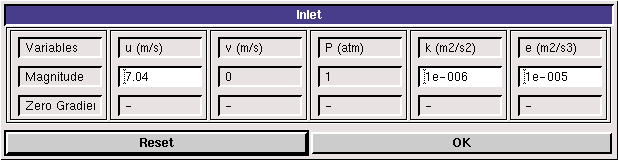 Inlet
Variables u (m/s) v (m/s) P (atm) k (m2/s2) e (m2/s3)
Magnitude 7.04 0 1 1e-006 1e-005
Zero Gradier - - - - -
Reset OK